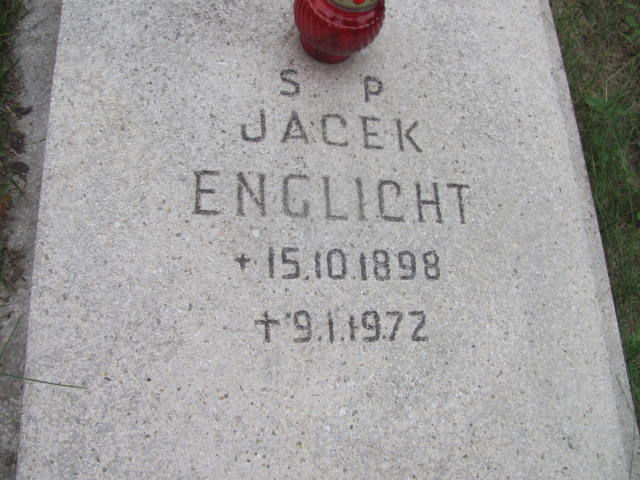 S P
JACEK
ENGLICHT
+ 15.10.1898
† 9.1.1972